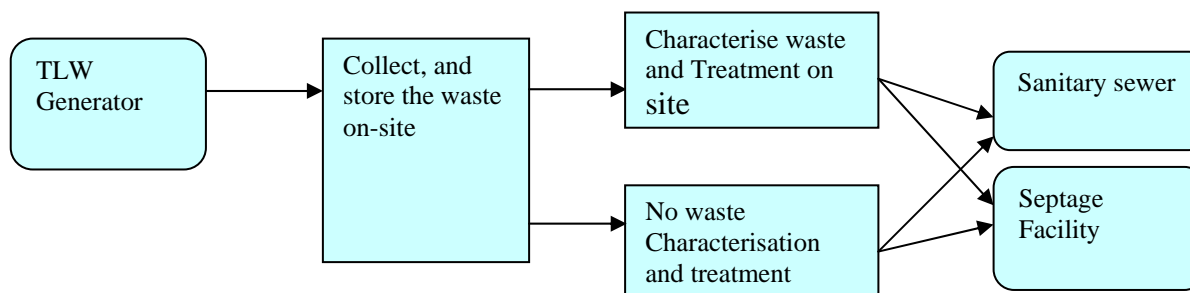 TLW
Generator
Collect, and
store the waste
on-site
Characterise waste
and Treatment on
site
No waste
Characterisation
and treatment
Sanitary sewer
Septage
Facility